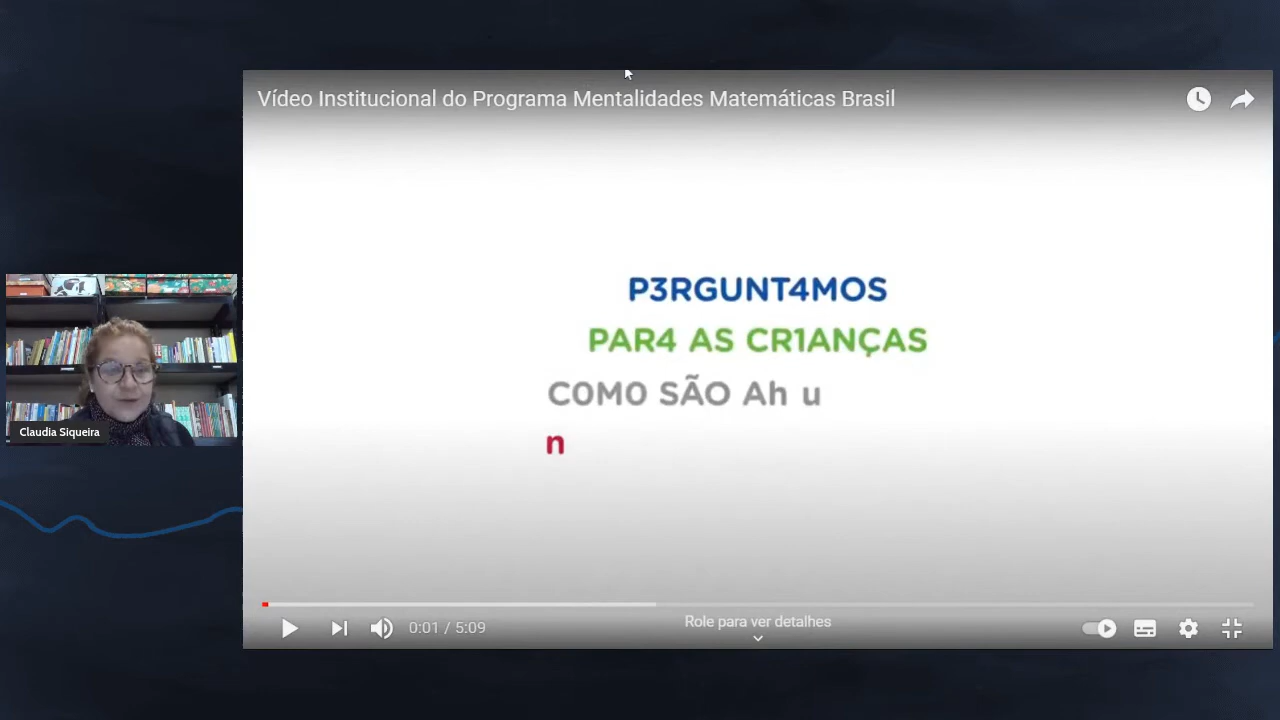 Vídeo Institucional do Programa Mentalidades Matemáticas Brasil
P3RGUNT4MOS
PAR4 AS CR1ANÇAS
C0M0 SÃO Ah u
n
Claudia Siqueira
0:01 / 5:09
Role para ver detalhes